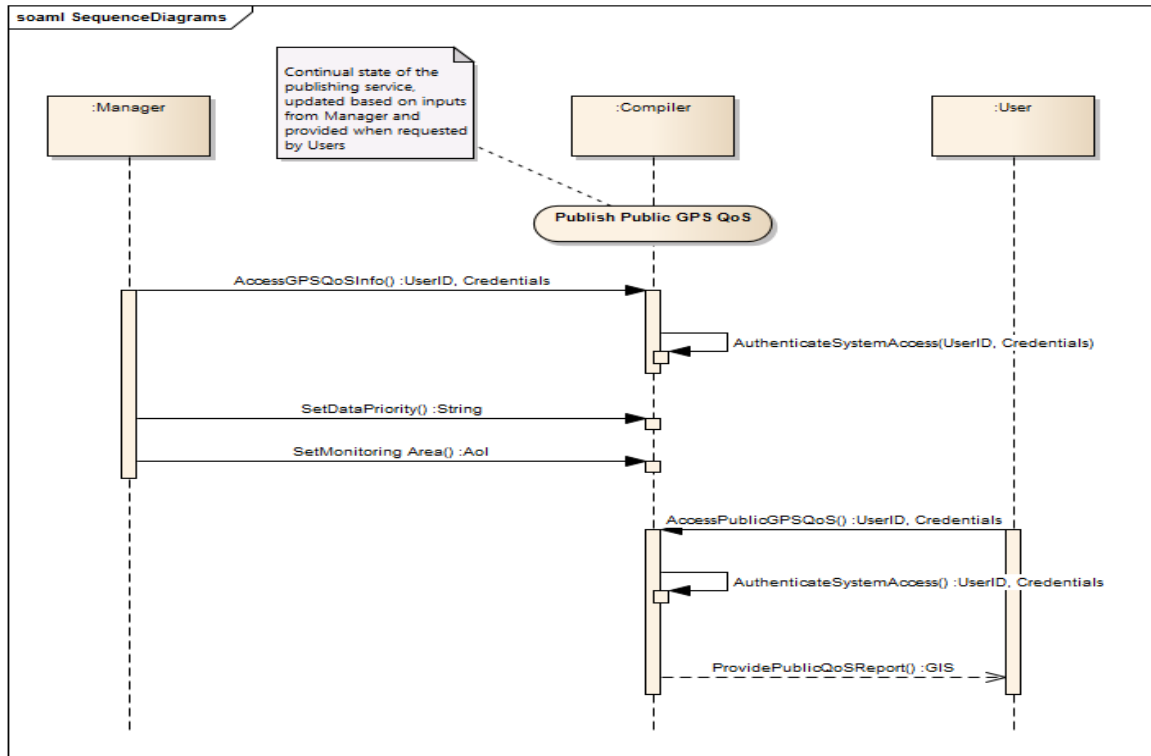 soaml SequenceDiagrams
Continual state of the
publishing service,
updated based on inputs
from Manager and
provided when requested
by Users
:Manager
:Compiler
:User
Publish Public GPS QoS
AccessGPSQoSInfo() :UserID, Credentials
AuthenticateSystemAccess(UserID, Credentials)
SetDataPriority() :String
SetMonitoring Area() :AoI
AccessPublicGPSQoS() :UserID, Credentials
AuthenticateSystemAccess() :UserID, Credentials
ProvidePublicQoSReport() :GIS